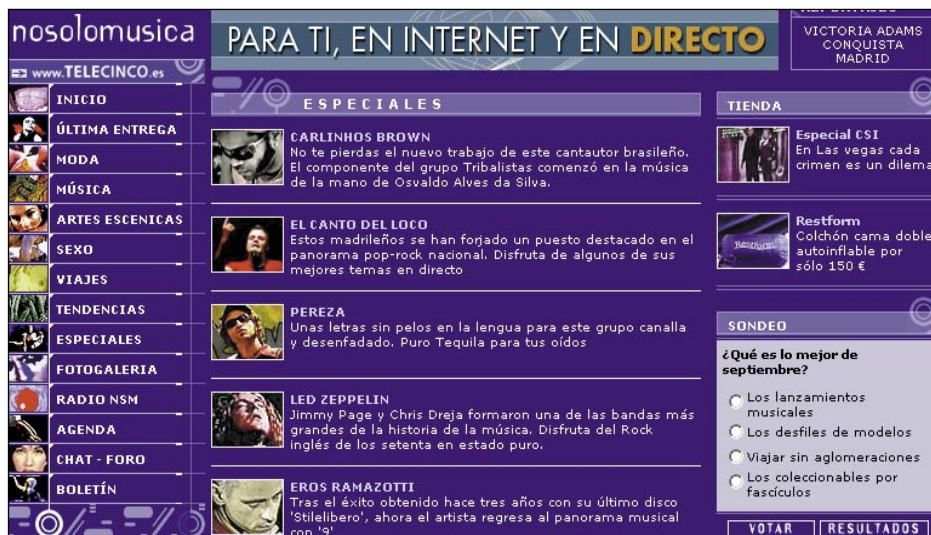 nosolomusica
www.TELECINCO.es
PARA TI, EN INTERNET Y EN DIRECTO
REPORTAJES
VICTORIA ADAMS
CONQUISTA
MADRID
INICIO
ÚLTIMA ENTREGA
MODA
MÚSICA
ARTES ESCENICAS
SEXO
VIAJES
TENDENCIAS
ESPECIALES
FOTOGALERIA
RADIO NSM
AGENDA
CHAT - FORO
BOLETÍN
ESPECIALES
CARLINHOS BROWN
No te pierdas el nuevo trabajo de este cantautor brasileño.
El componente del grupo Tribalistas comenzó en la música
de la mano de Osvaldo Alves da Silva.
EL CANTO DEL LOCO
Estos madrileños se han forjado un puesto destacado en el
panorama pop-rock nacional. Disfruta de algunos de sus
mejores temas en directo
PEREZA
Unas letras sin pelos en la lengua para este grupo canalla
y desenfadado. Puro Tequila para tus oídos
LED ZEPPELIN
Jimmy Page y Chris Dreja formaron una de las bandas más
grandes de la historia de la música. Disfruta del Rock
inglés de los setenta en estado puro.
EROS RAMAZOTTI
Tras el éxito obtenido hace tres años con su último disco
'Stilelibero', ahora el artista regresa al panorama musical
con '9'
TIENDA
Especial CSI
En Las vegas cada
crimen es un dilema
Restform
Restform
Colchón cama doble
autoinflable por
sólo 150 €
SONDEO
¿Qué es lo mejor de
septiembre?
Los lanzamientos
musicales
Los desfiles de modelos
Viajar sin aglomeraciones
Los coleccionables por
fascículos
VOTAR
RESULTADOS